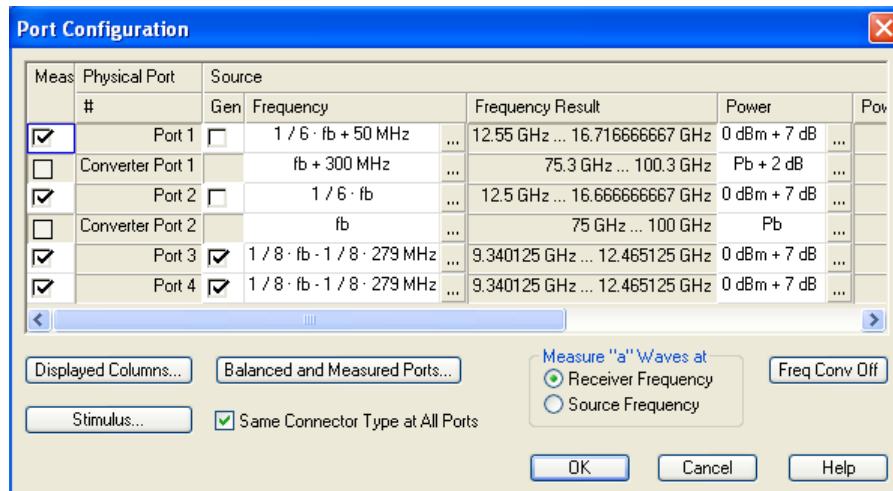 Port Configuration
Meas Physical Port Source
# Gen Frequency Frequency Result Power
Port 1 1 / 6 · fb + 50 MHz ... 12.55 GHz ... 16.716666667 GHz 0 dBm + 7 dB ...
Converter Port 1 fb + 300 MHz ... 75.3 GHz ... 100.3 GHz Pb + 2 dB ...
Port 2 1 / 6 · fb ... 12.5 GHz ... 16.666666667 GHz 0 dBm + 7 dB ...
Converter Port 2 fb ... 75 GHz ... 100 GHz Pb ...
Port 3 1 / 8 · fb - 1 / 8 · 279 MHz ... 9.340125 GHz ... 12.465125 GHz 0 dBm + 7 dB ...
Port 4 1 / 8 · fb - 1 / 8 · 279 MHz ... 9.340125 GHz ... 12.465125 GHz 0 dBm + 7 dB ...
Displayed Columns... Balanced and Measured Ports... Measure "a" Waves at Freq Conv Off
Receiver Frequency
Stimulus... Same Connector Type at All Ports Source Frequency
OK Cancel Help